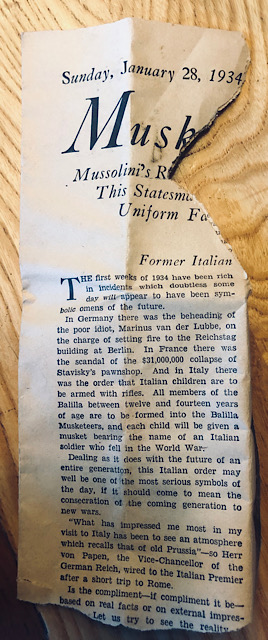 Sunday, January 28, 1934
Musk
Mussolini's R
This Statesm
Uniform Fa
Former Italian
THE first weeks of 1934 have been rich
in incidents which doubtless some
day will appear to have been sym-
bolic omens of the future.
In Germany there was the beheading of
the poor idiot, Marinus van der Lubbe, on
the charge of setting fire to the Reichstag
building at Berlin. In France there was
the scandal of the $31,000,000 collapse of
Stavisky's pawnshop. And in Italy there
was the order that Italian children are to
be armed with rifles. All members of the
Balilla between twelve and fourteen years
of age are to be formed into the Balilla
Musketeers, and each child will be given a
musket bearing the name of an Italian
soldier who fell in the World War.
Dealing as it does with the future of an
entire generation, this Italian order may
well be one of the most serious symbols of
the day, if it should come to mean the
consecration of the coming generation to
new wars.
"What has impressed me most in my
visit to Italy has been to see an atmosphere
which recalls that of old Prussia"—so Herr
von Papen, the Vice-Chancellor of the
German Reich, wired to the Italian Premier
after a short trip to Rome.
Is the compliment—if compliment it be—
based on real facts or on external impres-
Let us try to see the reality